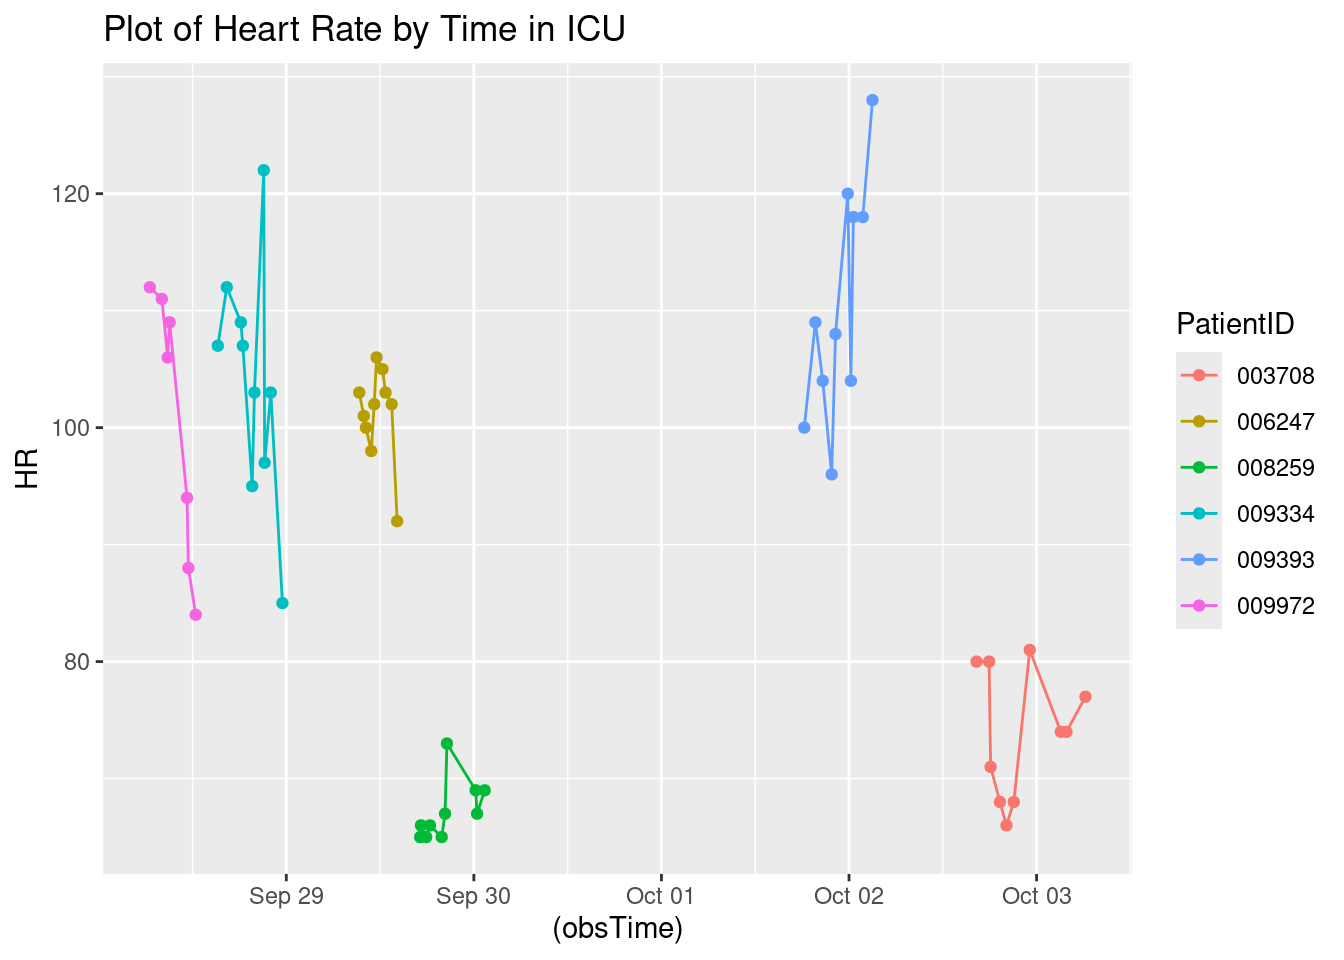 Plot of Heart Rate by Time in ICU
120
100
80
HR
Sep 29
Sep 30
Oct 01
Oct 02
Oct 03
(obsTime)
PatientID
003708
006247
008259
009334
009393
009972